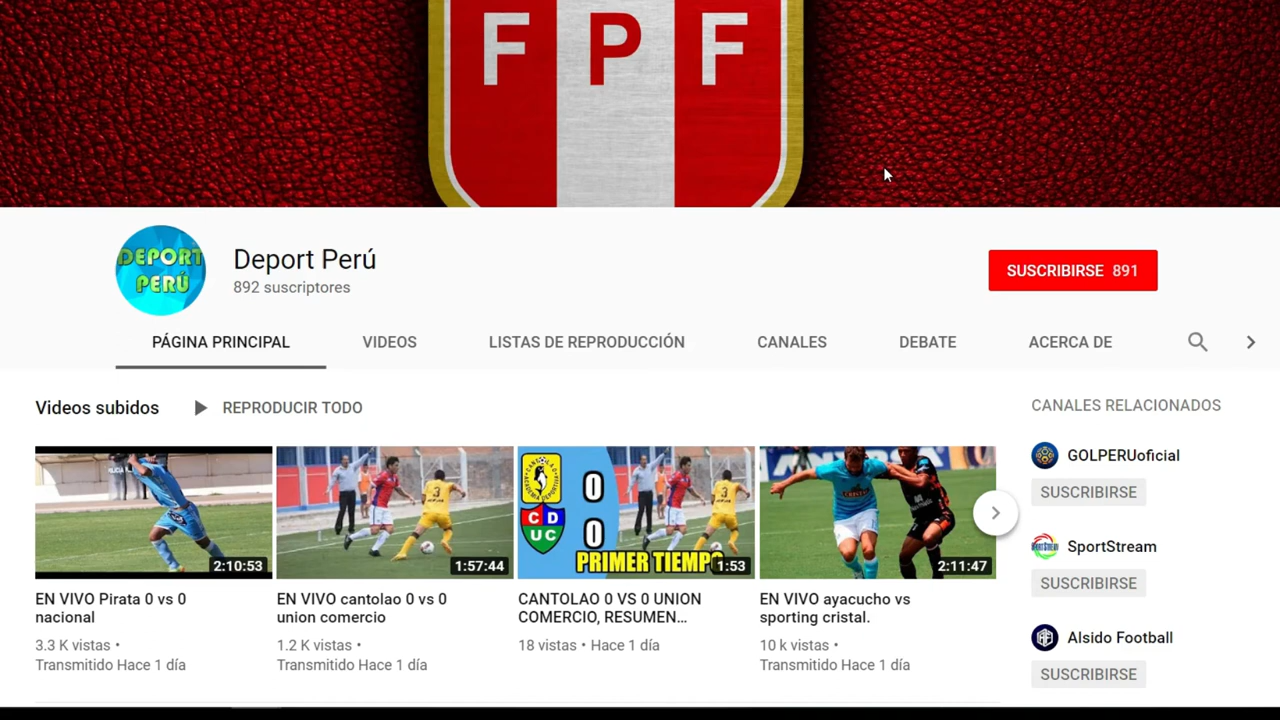 F P F
DEPORT
PERÚ
Deport Perú
892 suscriptores
SUSCRIBIRSE 891
PÁGINA PRINCIPAL
VIDEOS
LISTAS DE REPRODUCCIÓN
CANALES
DEBATE
ACERCA DE
Videos subidos
REPRODUCIR TODO
2:10:53
EN VIVO Pirata 0 vs 0
nacional
3.3 K vistas •
Transmitido Hace 1 día
1:57:44
EN VIVO cantolao 0 vs 0
union comercio
1.2 K vistas •
Transmitido Hace 1 día
0
CD
UC
0
PRIMER TIEMPO
1:53
CANTOLAO 0 VS 0 UNION
COMERCIO, RESUMEN...
18 vistas • Hace 1 día
2:11:47
EN VIVO ayacucho vs
sporting cristal.
10 k vistas •
Transmitido Hace 1 día
CANALES RELACIONADOS
GOLPERUoficial
SUSCRIBIRSE
SportStream
SUSCRIBIRSE
Alsido Football
SUSCRIBIRSE